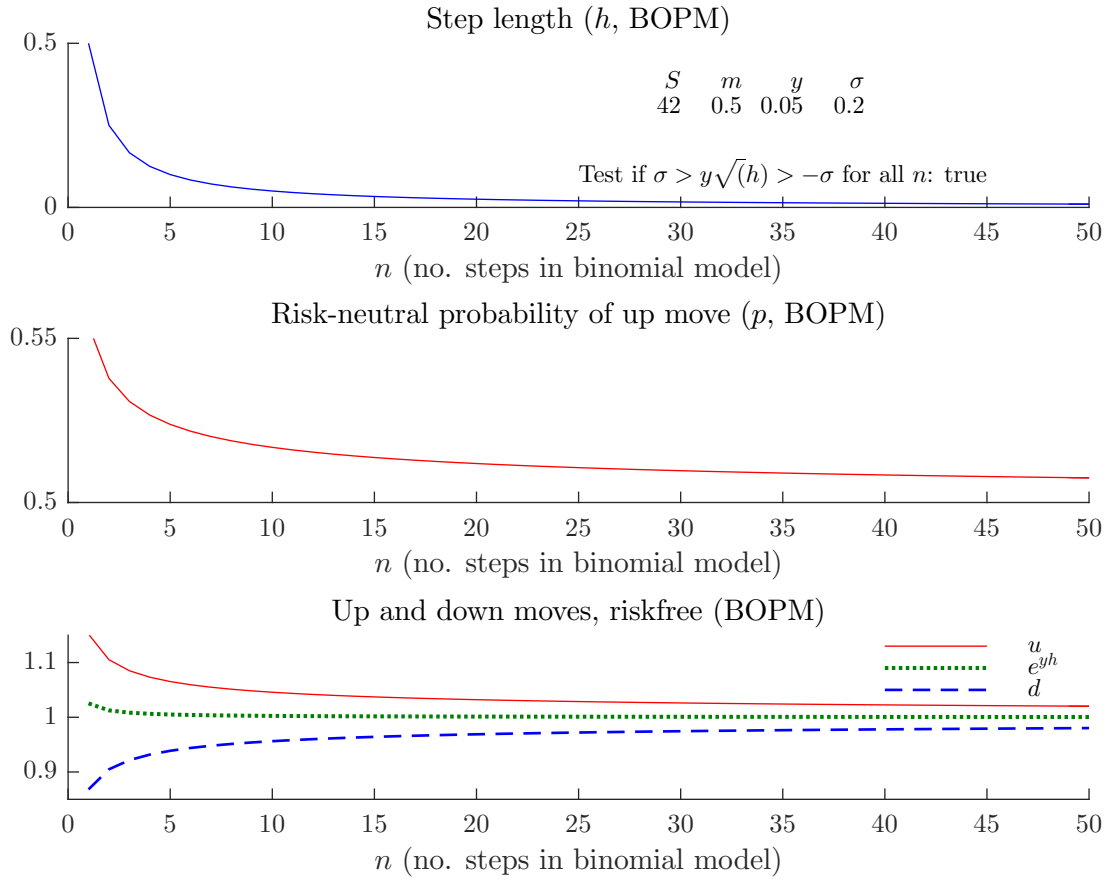 Step length (h, BOPM)
0.5
S m y σ
42 0.5 0.05 0.2
Test if σ > y√(h) > −σ for all n: true
0
0 5 10 15 20 25 30 35 40 45 50
n (no. steps in binomial model)
Risk-neutral probability of up move (p, BOPM)
0.55
0.5
0 5 10 15 20 25 30 35 40 45 50
n (no. steps in binomial model)
Up and down moves, riskfree (BOPM)
u
1.1
e^{yh}
d
1
0.9
0 5 10 15 20 25 30 35 40 45 50
n (no. steps in binomial model)